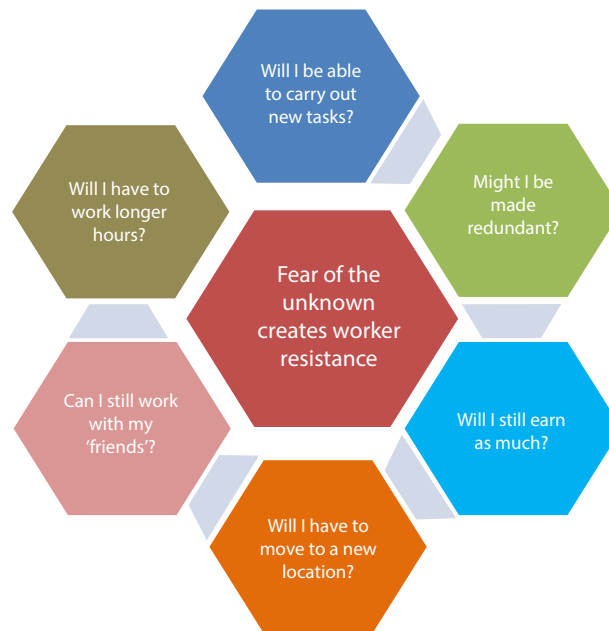 Will I be able
to carry out
new tasks?
Might I be
made
redundant?
Will I still earn
as much?
Will I have to
move to a new
location?
Can I still work
with my
‘friends’?
Will I have to
work longer
hours?
Fear of the
unknown
creates worker
resistance